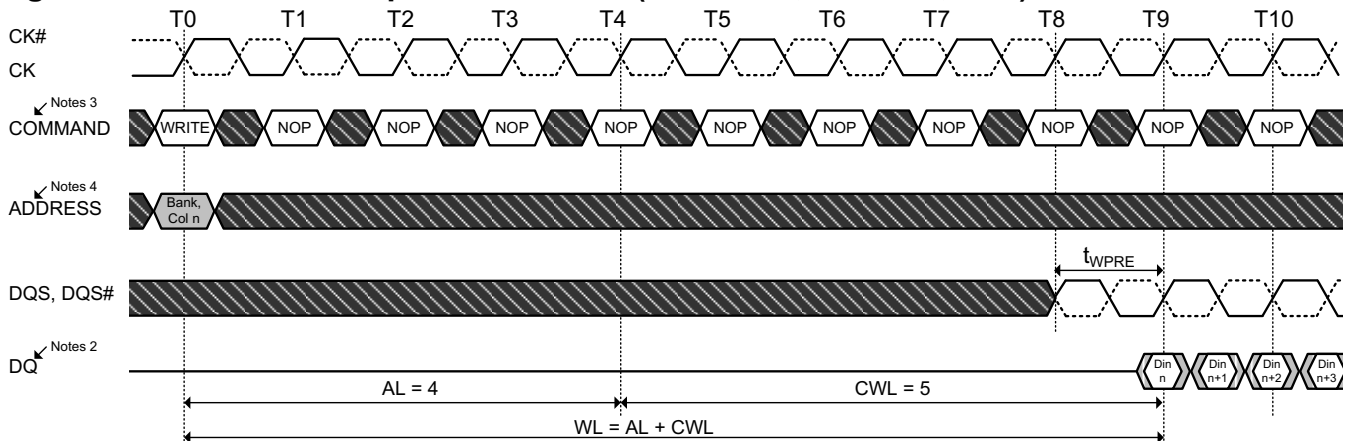 T0 T1 T2 T3 T4 T5 T6 T7 T8 T9 T10
CK#
CK
Notes 3
COMMAND WRITE NOP NOP NOP NOP NOP NOP NOP NOP NOP NOP
Notes 4
ADDRESS Bank,
Col n
tWPRE
DQS, DQS#
Notes 2
DQ Din
n Din
n+1 Din
n+2 Din
n+3
AL = 4 CWL = 5
WL = AL + CWL